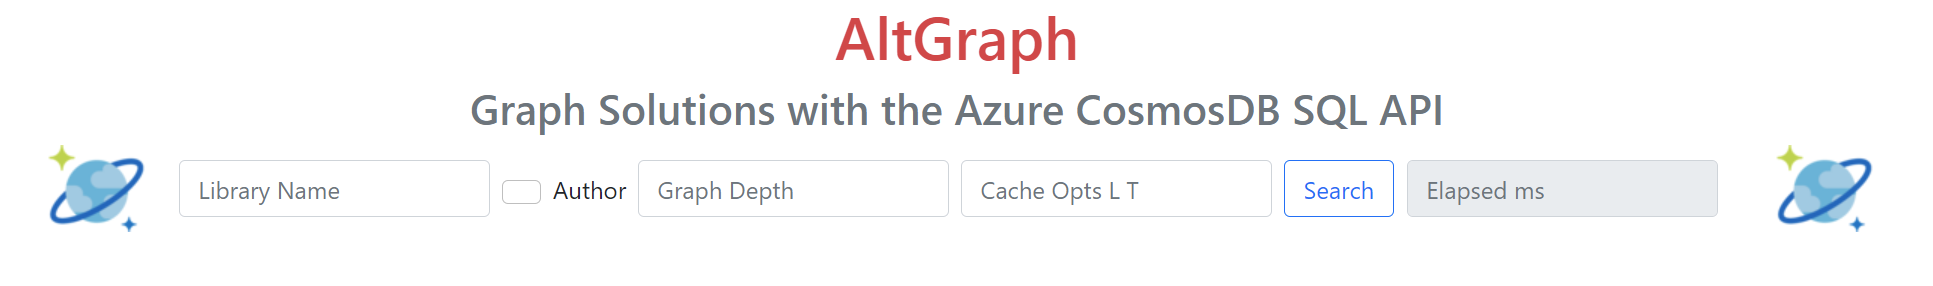 AltGraph
Graph Solutions with the Azure CosmosDB SQL API
Library Name Author Graph Depth Cache Opts L T Search Elapsed ms